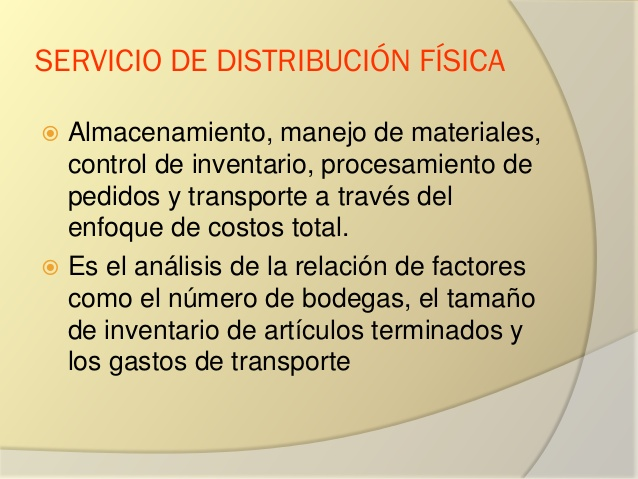 SERVICIO DE DISTRIBUCIÓN FÍSICA
Almacenamiento, manejo de materiales,
control de inventario, procesamiento de
pedidos y transporte a través del
enfoque de costos total.
Es el análisis de la relación de factores
como el número de bodegas, el tamaño
de inventario de artículos terminados y
los gastos de transporte